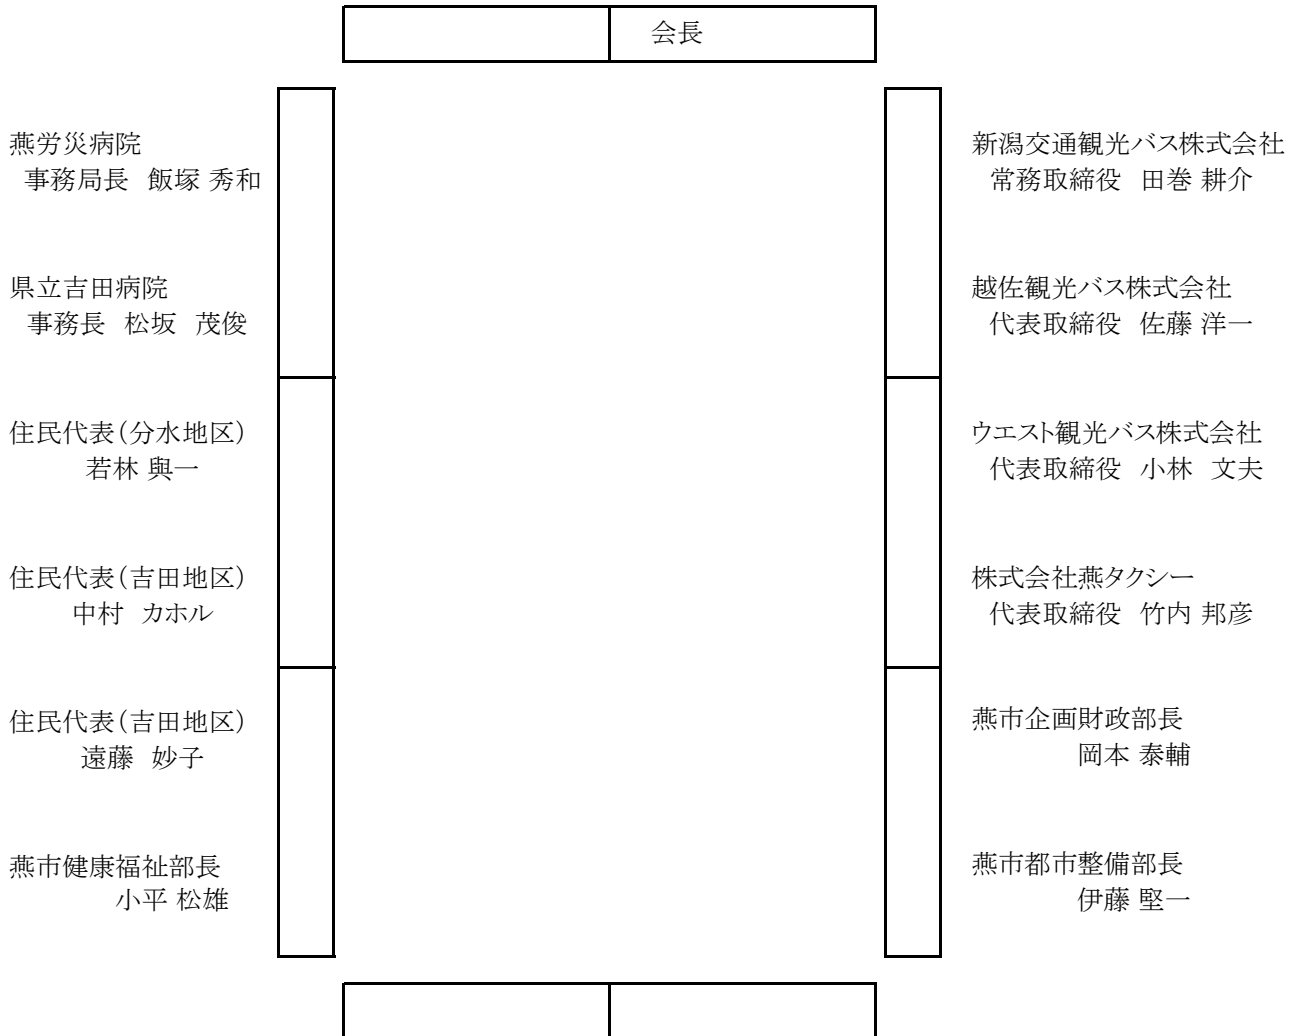 会長
燕労災病院
事務局長 飯塚 秀和
県立吉田病院
事務長 松坂 茂俊
住民代表(分水地区)
若林 與一
住民代表(吉田地区)
中村 カホル
住民代表(吉田地区)
遠藤 妙子
燕市健康福祉部長
小平 松雄
新潟交通観光バス株式会社
常務取締役 田巻 耕介
越佐観光バス株式会社
代表取締役 佐藤 洋一
ウエスト観光バス株式会社
代表取締役 小林 文夫
株式会社燕タクシー
代表取締役 竹内 邦彦
燕市企画財政部長
岡本 泰輔
燕市都市整備部長
伊藤 堅一